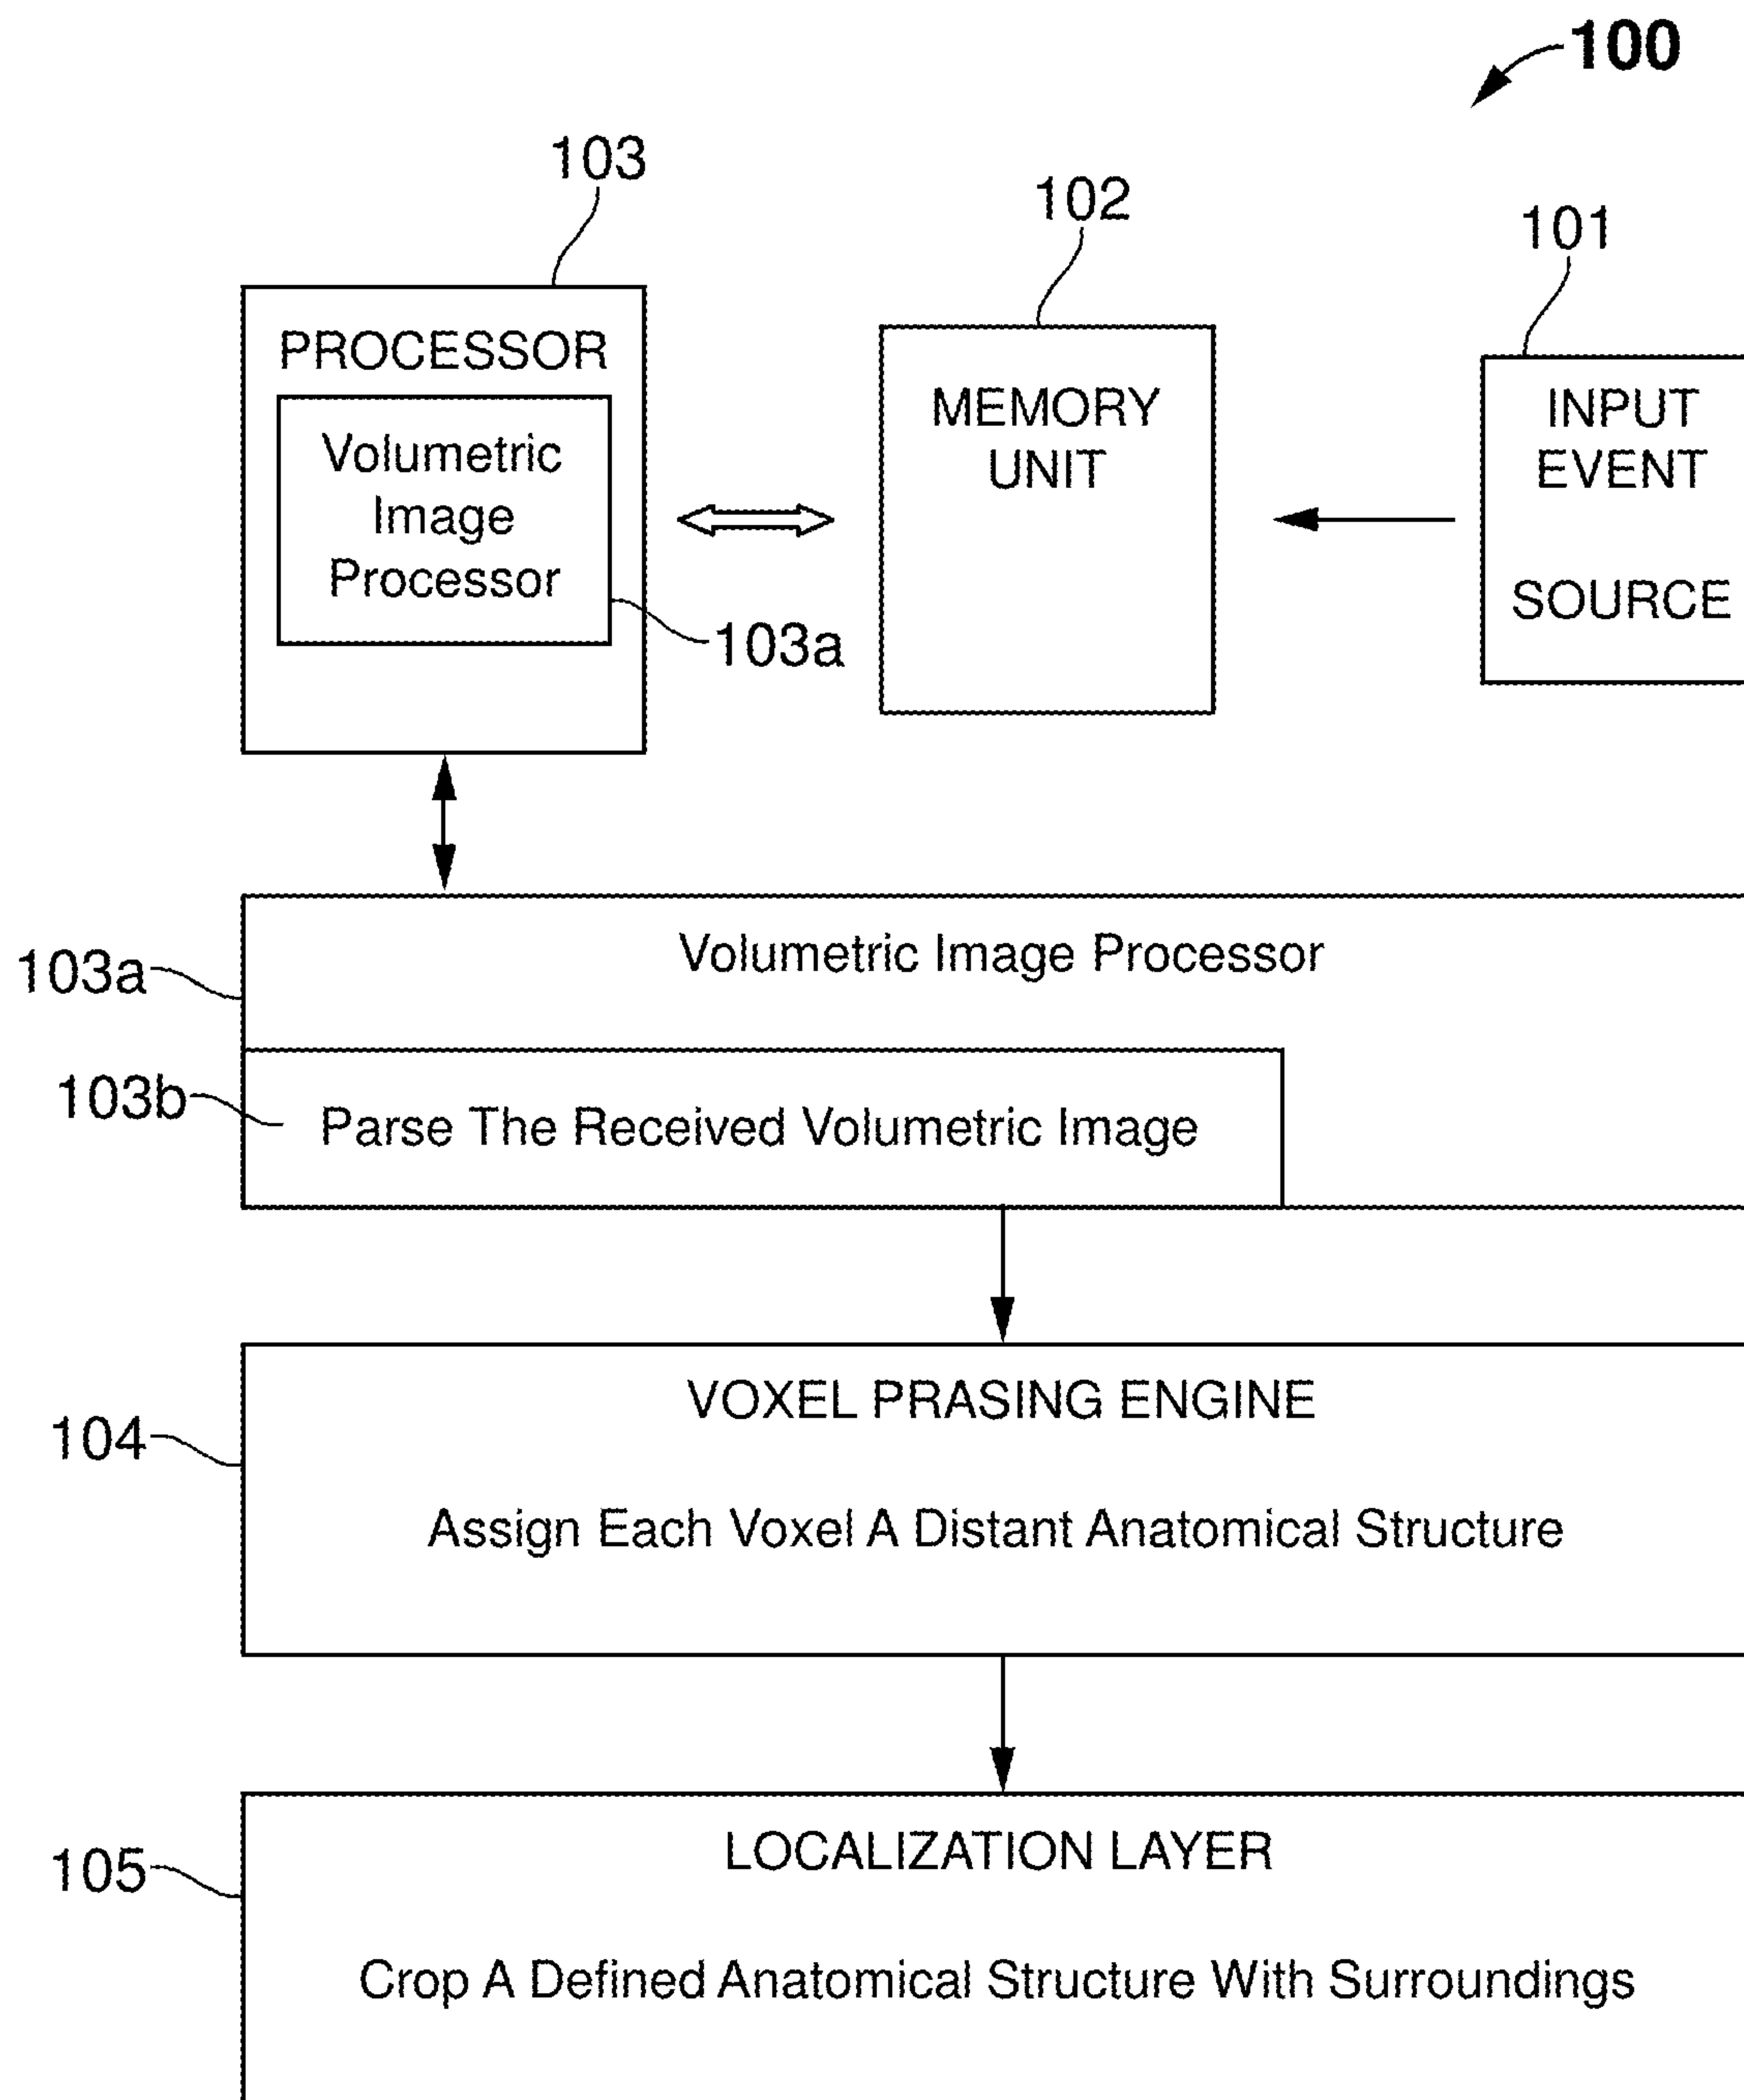 100
103
102
101
PROCESSOR
Volumetric
Image
Processor
103a
MEMORY
UNIT
INPUT
EVENT
SOURCE
103a
Volumetric Image Processor
103b
Parse The Received Volumetric Image
104
VOXEL PRASING ENGINE
Assign Each Voxel A Distant Anatomical Structure
105
LOCALIZATION LAYER
Crop A Defined Anatomical Structure With Surroundings